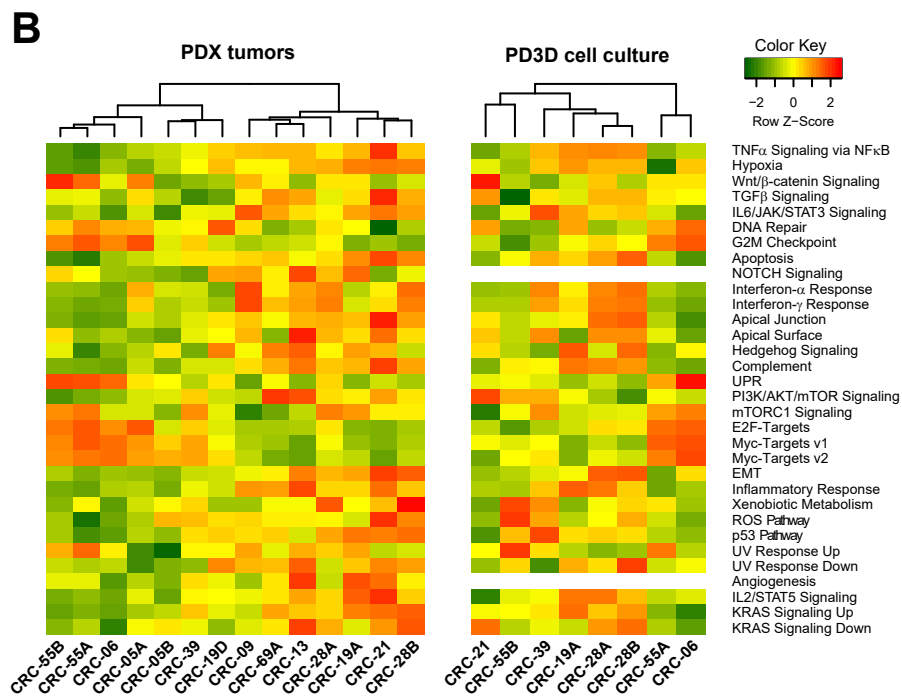 B
PDX tumors
PD3D cell culture
Color Key
−2 0 2
Row Z−Score
TNFα Signaling via NFκB
Hypoxia
Wnt/β-catenin Signaling
TGFβ Signaling
IL6/JAK/STAT3 Signaling
DNA Repair
G2M Checkpoint
Apoptosis
NOTCH Signaling
Interferon-α Response
Interferon-γ Response
Apical Junction
Apical Surface
Hedgehog Signaling
Complement
UPR
PI3K/AKT/mTOR Signaling
mTORC1 Signaling
E2F-Targets
Myc-Targets v1
Myc-Targets v2
EMT
Inflammatory Response
Xenobiotic Metabolism
ROS Pathway
p53 Pathway
UV Response Up
UV Response Down
Angiogenesis
IL2/STAT5 Signaling
KRAS Signaling Up
KRAS Signaling Down
CRC-55B CRC-55A CRC-06 CRC-05A CRC-05B CRC-39 CRC-19D CRC-09 CRC-69A CRC-13 CRC-28A CRC-19A CRC-21 CRC-28B
CRC-21 CRC-55B CRC-39 CRC-19A CRC-28A CRC-28B CRC-55A CRC-06